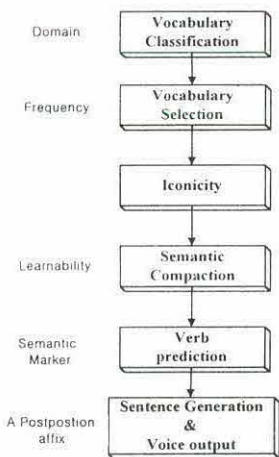 Domain
Vocabulary
Classification
Frequency
Vocabulary
Selection
Iconicity
Learnability
Semantic
Compaction
Semantic
Marker
Verb
prediction
A Postpostion
affix
Sentence Generation
&
Voice output